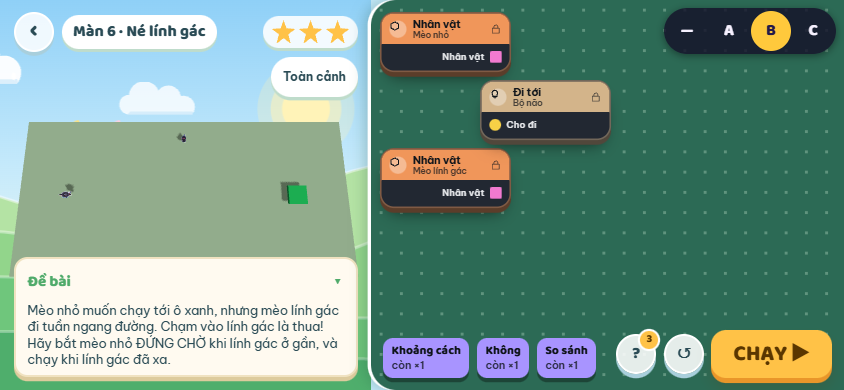 Màn 6 · Né lính gác
Toàn cảnh
Đề bài
Mèo nhỏ muốn chạy tới ô xanh, nhưng mèo lính gác
đi tuần ngang đường. Chạm vào lính gác là thua!
Hãy bắt mèo nhỏ ĐỨNG CHỜ khi lính gác ở gần, và
chạy khi lính gác đã xa.
Nhân vật
Mèo nhỏ
Nhân vật
Đi tới
Bộ não
Cho đi
Nhân vật
Mèo lính gác
Nhân vật
— A B C
Khoảng cách
còn ×1
Không
còn ×1
So sánh
còn ×1
?
3
CHẠY